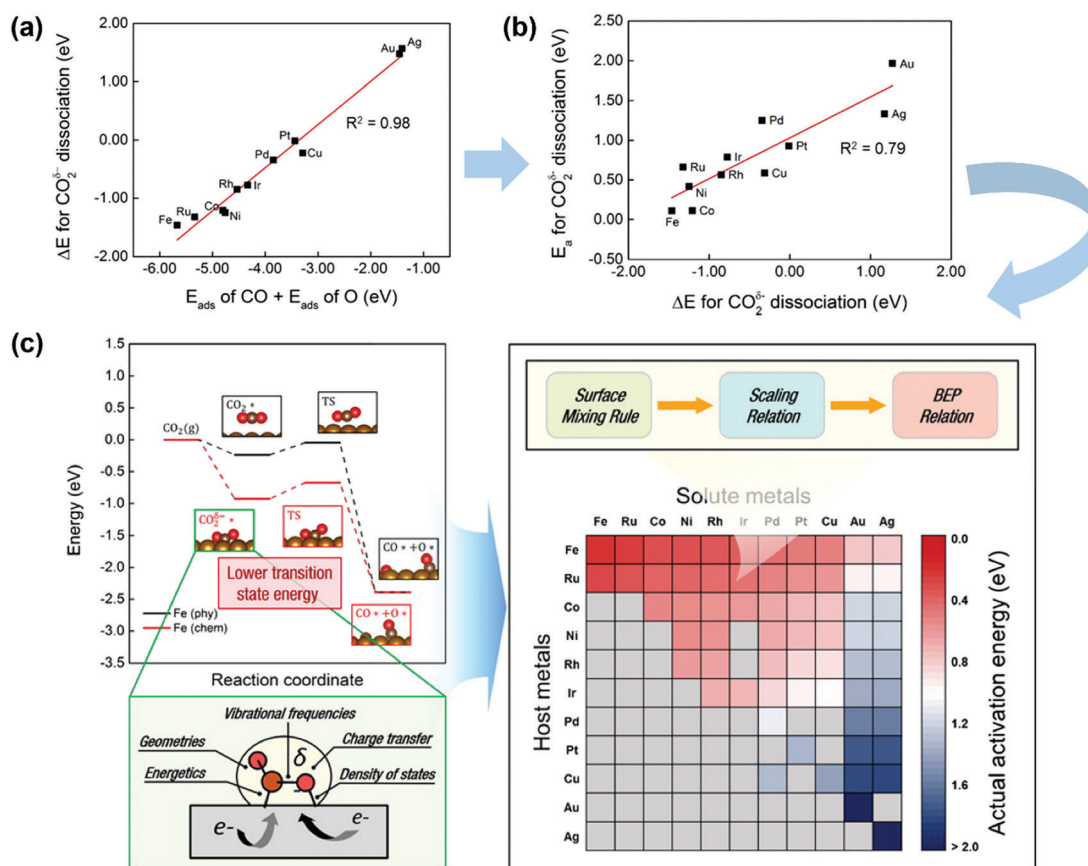 (a)
ΔE for CO₂^δ- dissociation (eV
2.00
1.00
0.00
-1.00
-2.00
Au
Ag
Pt
Pd
Cu
Rh
Ir
Co
Ni
Ru
Fe
R² = 0.98
-6.00 -5.00 -4.00 -3.00 -2.00 -1.00
E_ads of CO + E_ads of O (eV)
(b)
E_a for CO₂^δ- dissociation (eV)
2.50
2.00
1.50
1.00
0.50
0.00
-0.50
Au
Ag
Pd
Pt
Ir
Cu
Ru
Rh
Ni
Fe
Co
R² = 0.79
-2.00 -1.00 0.00 1.00 2.00
ΔE for CO₂^δ- dissociation (eV)
(c)
Energy (eV)
1.5
1.0
0.5
0.0
-0.5
-1.0
-1.5
-2.0
-2.5
-3.0
-3.5
CO₂(g)
CO₂ *
TS
CO₂^δ- *
TS
CO * +O *
Lower transition
state energy
CO * +O *
Fe (phy)
Fe (chem)
Reaction coordinate
Vibrational frequencies
Geometries
Charge transfer
δ
-
Energetics
Density of states
e-
e-
Surface
Mixing Rule
Scaling
Relation
BEP
Relation
Solute metals
Fe Ru Co Ni Rh Ir Pd Pt Cu Au Ag
Host metals
Fe
Ru
Co
Ni
Rh
Ir
Pd
Pt
Cu
Au
Ag
0.0
0.4
0.8
1.2
1.6
> 2.0
Actual activation energy (eV)